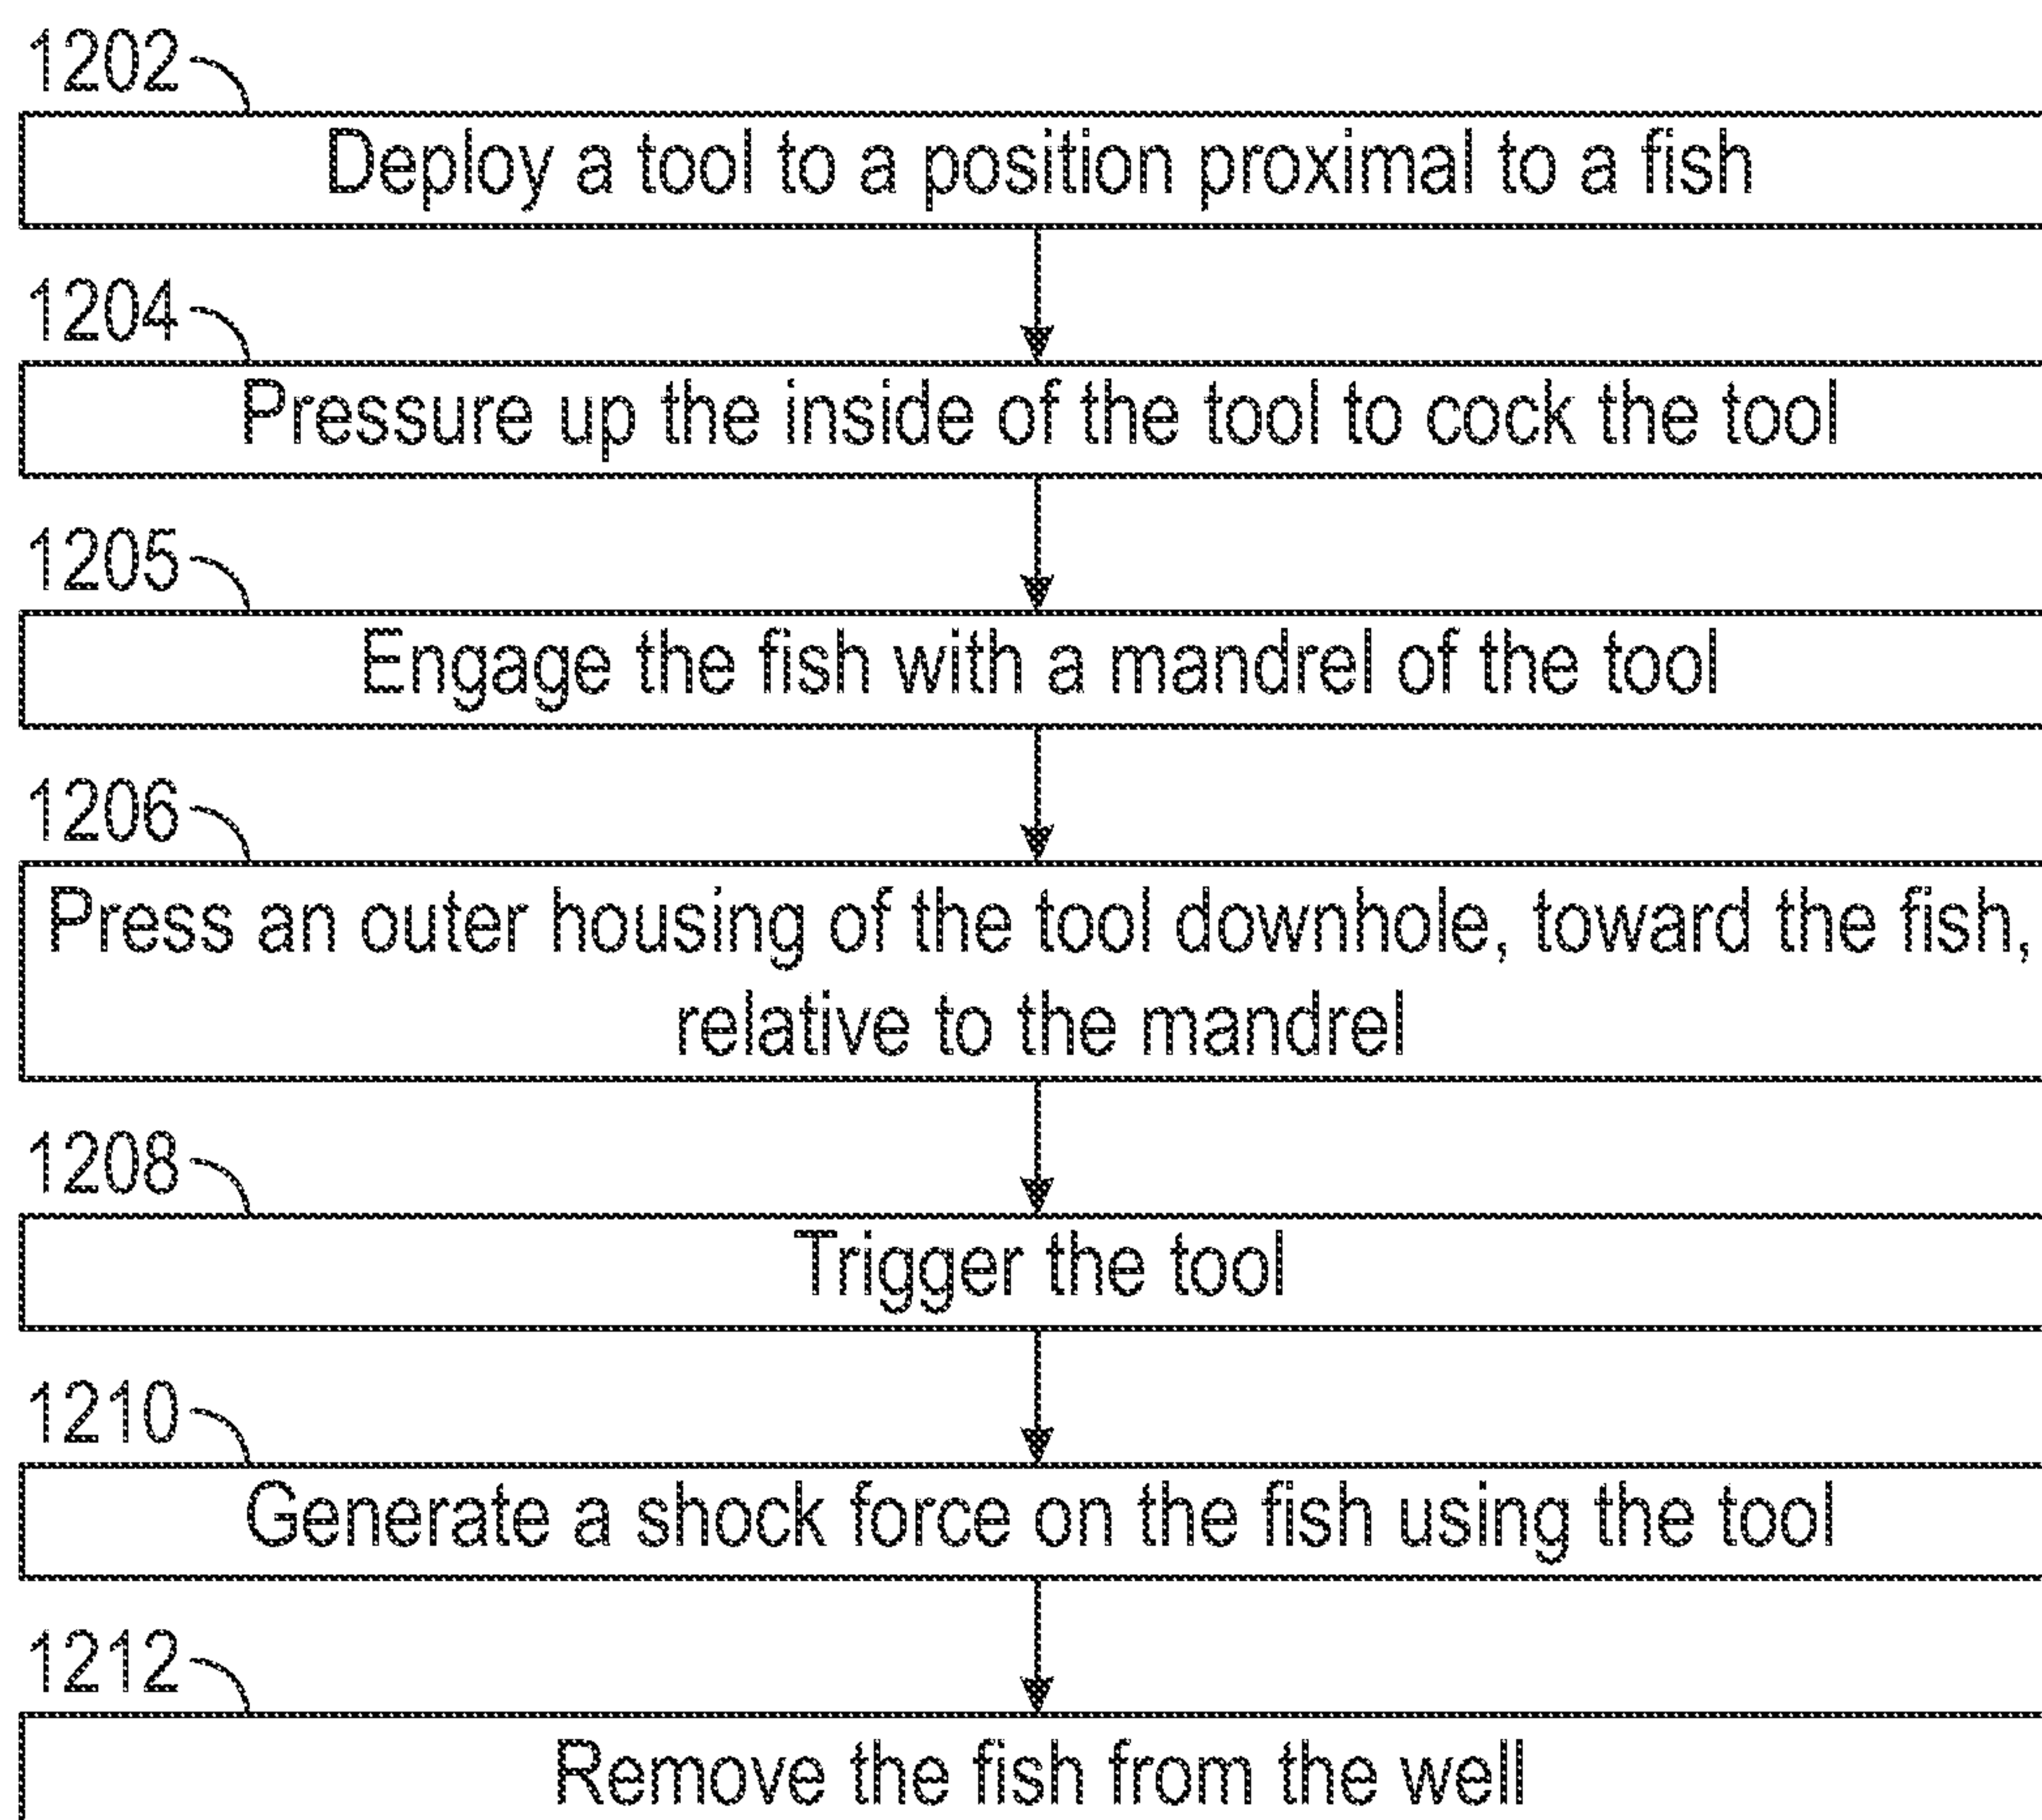 1202
Deploy a tool to a position proximal to a fish
1204
Pressure up the inside of the tool to cock the tool
1205
Engage the fish with a mandrel of the tool
1206
Press an outer housing of the tool downhole, toward the fish,
relative to the mandrel
1208
Trigger the tool
1210
Generate a shock force on the fish using the tool
1212
Remove the fish from the well